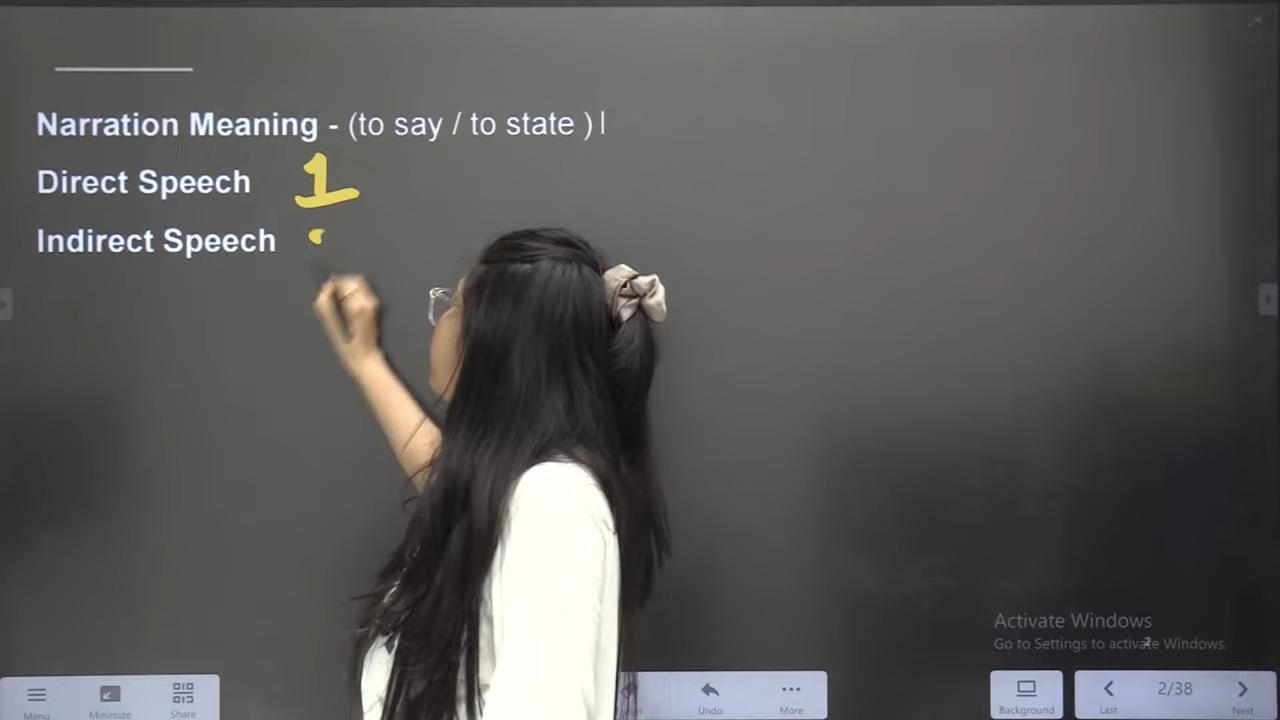 Narration Meaning - (to say / to state ) |
Direct Speech 1
Indirect Speech
Activate Windows
Go to Settings to activate Windows.
2
Menu
Minimize
Share
Undo
More
Background
Last
2/38
Next